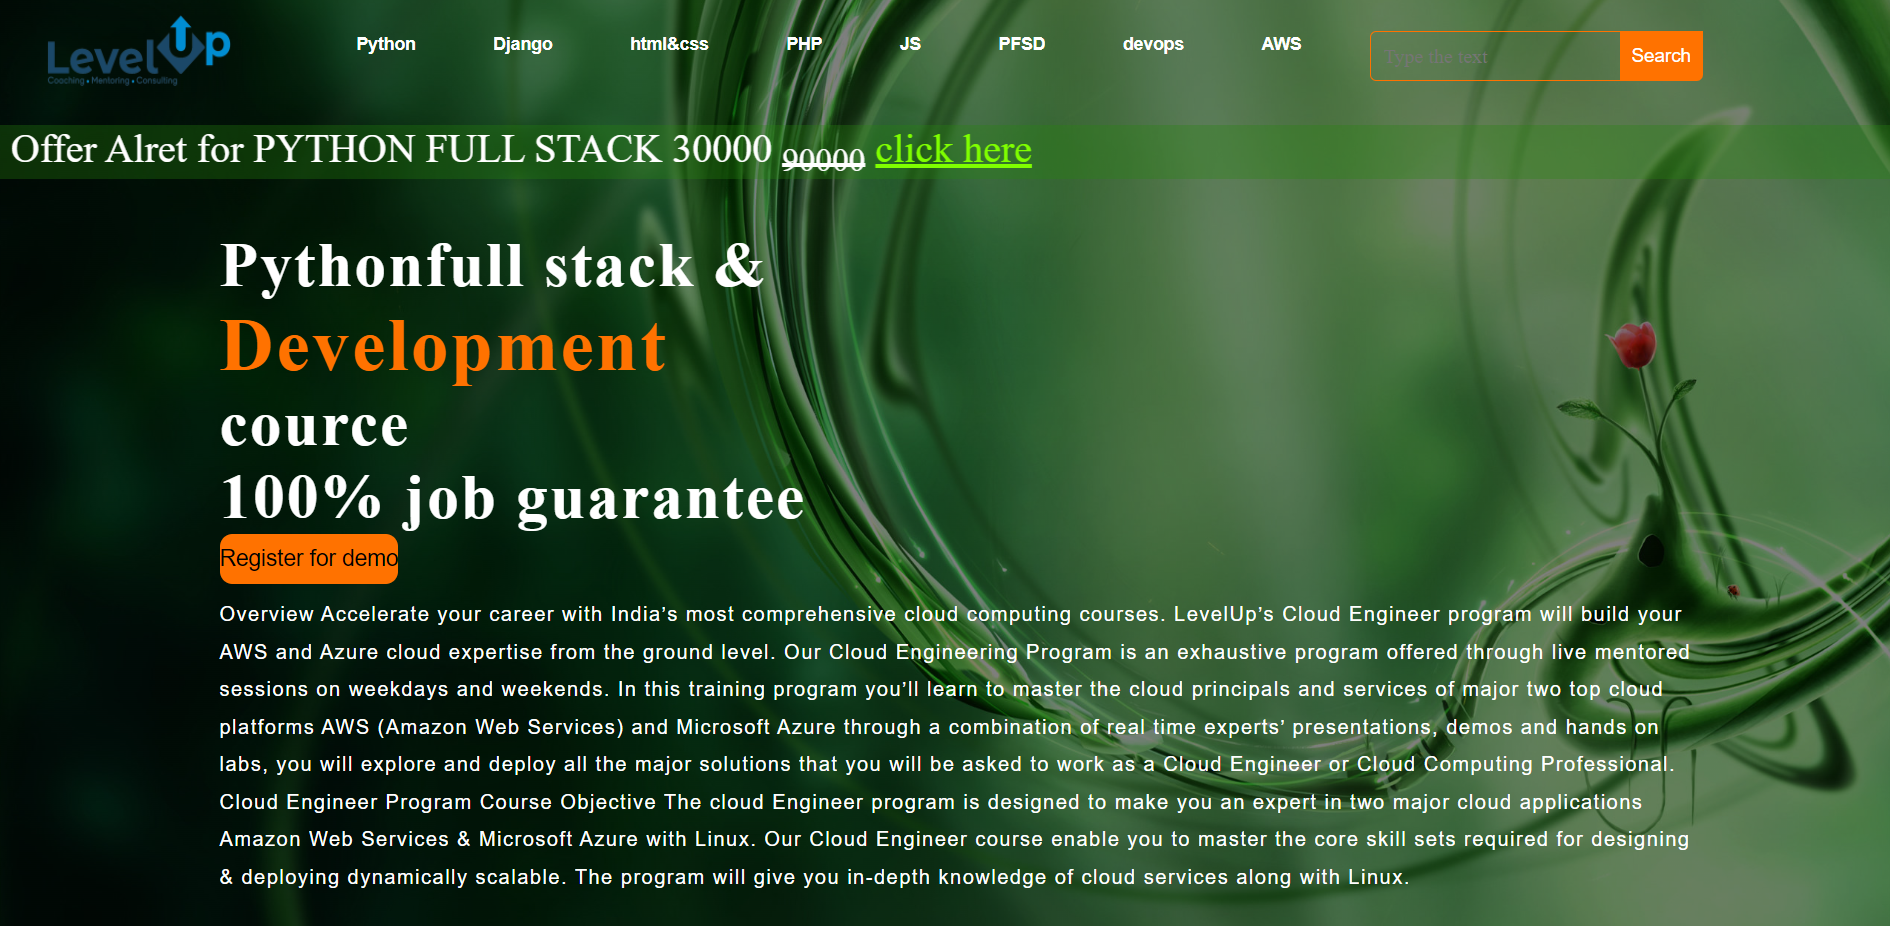 LevelUp
Coaching • Mentoring • Consulting
Python Django html&css PHP JS PFSD devops AWS
Type the text Search
Offer Alret for PYTHON FULL STACK 30000 90000 click here
Pythonfull stack &
Development
cource
100% job guarantee
Register for demo
Overview Accelerate your career with India’s most comprehensive cloud computing courses. LevelUp’s Cloud Engineer program will build your
AWS and Azure cloud expertise from the ground level. Our Cloud Engineering Program is an exhaustive program offered through live mentored
sessions on weekdays and weekends. In this training program you’ll learn to master the cloud principals and services of major two top cloud
platforms AWS (Amazon Web Services) and Microsoft Azure through a combination of real time experts’ presentations, demos and hands on
labs, you will explore and deploy all the major solutions that you will be asked to work as a Cloud Engineer or Cloud Computing Professional.
Cloud Engineer Program Course Objective The cloud Engineer program is designed to make you an expert in two major cloud applications
Amazon Web Services & Microsoft Azure with Linux. Our Cloud Engineer course enable you to master the core skill sets required for designing
& deploying dynamically scalable. The program will give you in-depth knowledge of cloud services along with Linux.